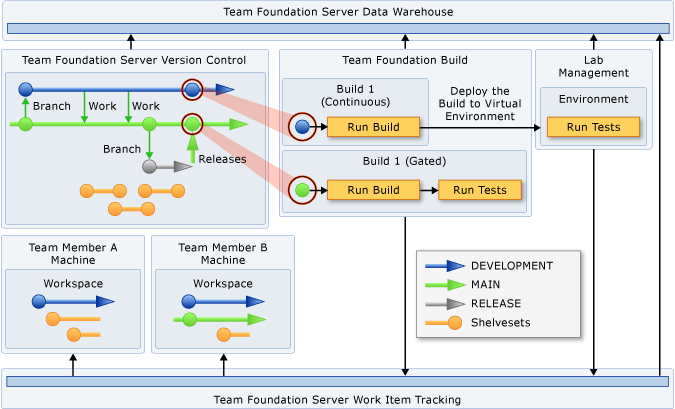 Team Foundation Server Data Warehouse
Team Foundation Server Version Control
Branch
Work
Work
Branch
Releases
Team Foundation Build
Build 1
(Continuous)
Run Build
Deploy the
Build to Virtual
Environment
Build 1 (Gated)
Run Build
Run Tests
Lab
Management
Environment
Run Tests
Team Member A
Machine
Workspace
Team Member B
Machine
Workspace
DEVELOPMENT
MAIN
RELEASE
Shelvesets
Team Foundation Server Work Item Tracking